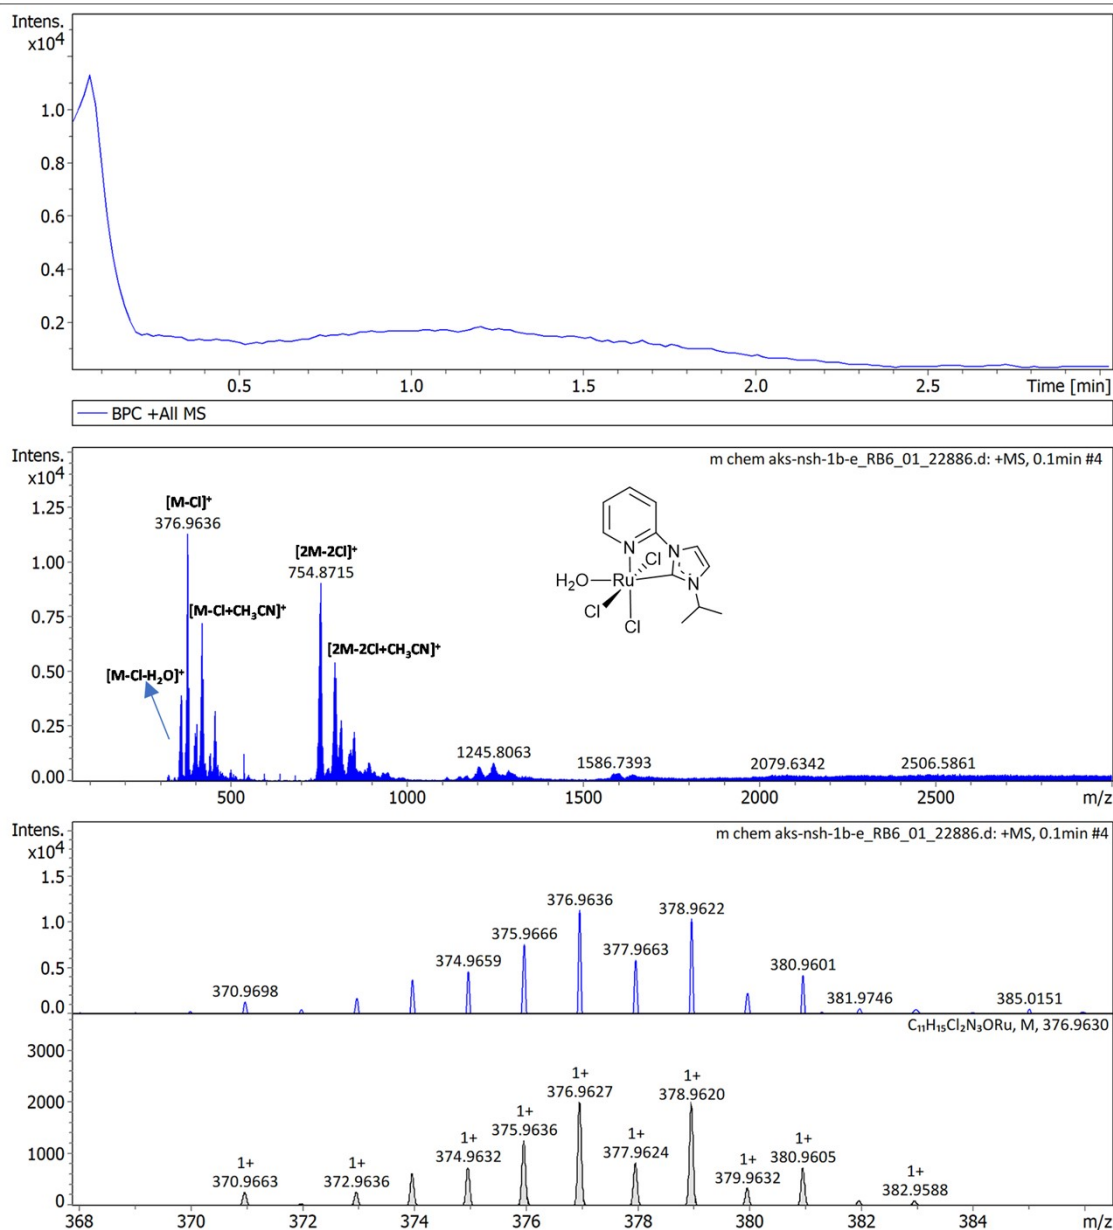 Intens.
x10⁴
1.0
0.8
0.6
0.4
0.2
0.5
1.0
1.5
2.0
2.5
Time [min]
BPC +All MS
Intens.
x10⁴
m chem aks-nsh-1b-e_RB6_01_22886.d: +MS, 0.1min #4
1.25
1.00
0.75
0.50
0.25
0.00
[M-Cl]⁺
376.9636
[2M-2Cl]⁺
754.8715
[M-Cl+CH₃CN]⁺
[2M-2Cl+CH₃CN]⁺
[M-Cl-H₂O]⁺
N
N
Cl
H₂O
Ru
N
Cl
Cl
1245.8063
1586.7393
2079.6342
2506.5861
500
1000
1500
2000
2500
m/z
Intens.
x10⁴
m chem aks-nsh-1b-e_RB6_01_22886.d: +MS, 0.1min #4
1.5
1.0
0.5
0.0
370.9698
374.9659
375.9666
376.9636
377.9663
378.9622
380.9601
381.9746
385.0151
C₁₁H₁₅Cl₂N₃ORu, M, 376.9630
3000
2000
1000
0
1+
370.9663
1+
372.9636
1+
374.9632
1+
375.9636
1+
376.9627
1+
377.9624
1+
378.9620
1+
379.9632
1+
380.9605
1+
382.9588
368
370
372
374
376
378
380
382
384
m/z